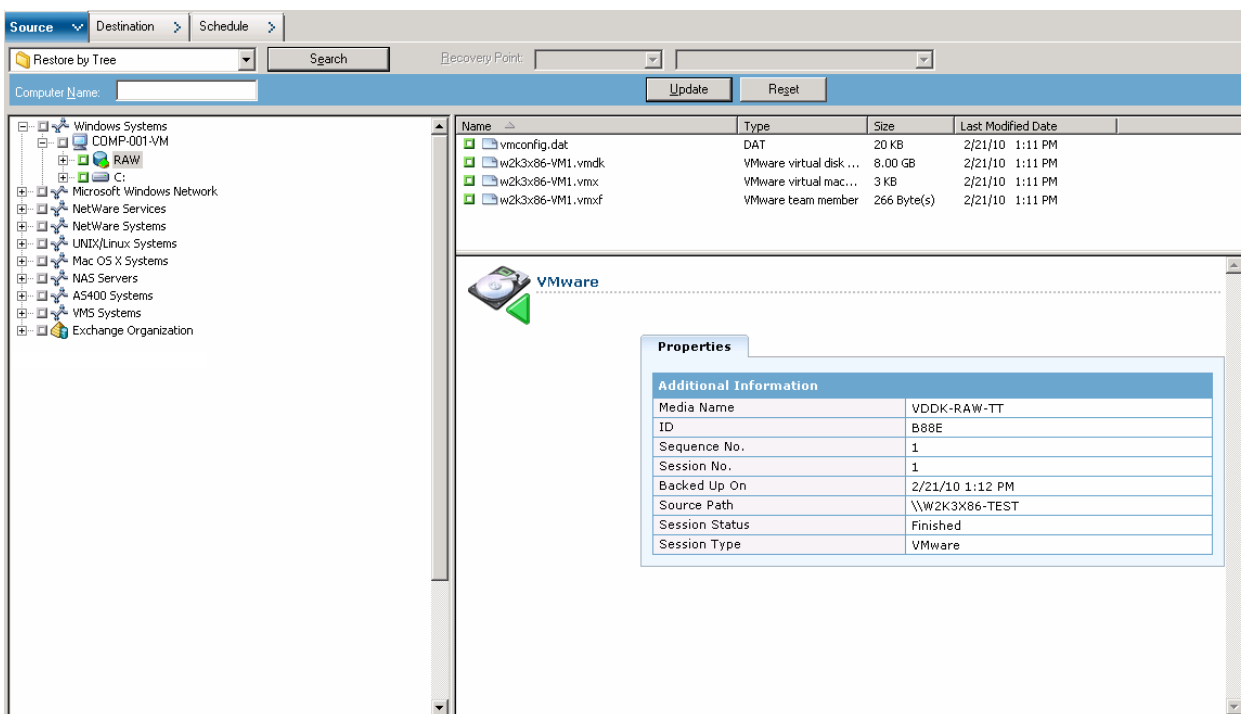 Source Destination Schedule
Restore by Tree Search Recovery Point:
Computer Name: Update Reset
Windows Systems
COMP-001-VM
RAW
C:
Microsoft Windows Network
NetWare Services
NetWare Systems
UNIX/Linux Systems
Mac OS X Systems
NAS Servers
AS400 Systems
VMS Systems
Exchange Organization
Name Type Size Last Modified Date
vmconfig.dat DAT 20 KB 2/21/10 1:11 PM
w2k3x86-VM1.vmdk VMware virtual disk ... 8.00 GB 2/21/10 1:11 PM
w2k3x86-VM1.vmx VMware virtual mac... 3 KB 2/21/10 1:11 PM
w2k3x86-VM1.vmxf VMware team member 266 Byte(s) 2/21/10 1:11 PM
VMware
Properties
Additional Information
Media Name VDDK-RAW-TT
ID B88E
Sequence No. 1
Session No. 1
Backed Up On 2/21/10 1:12 PM
Source Path \\W2K3X86-TEST
Session Status Finished
Session Type VMware